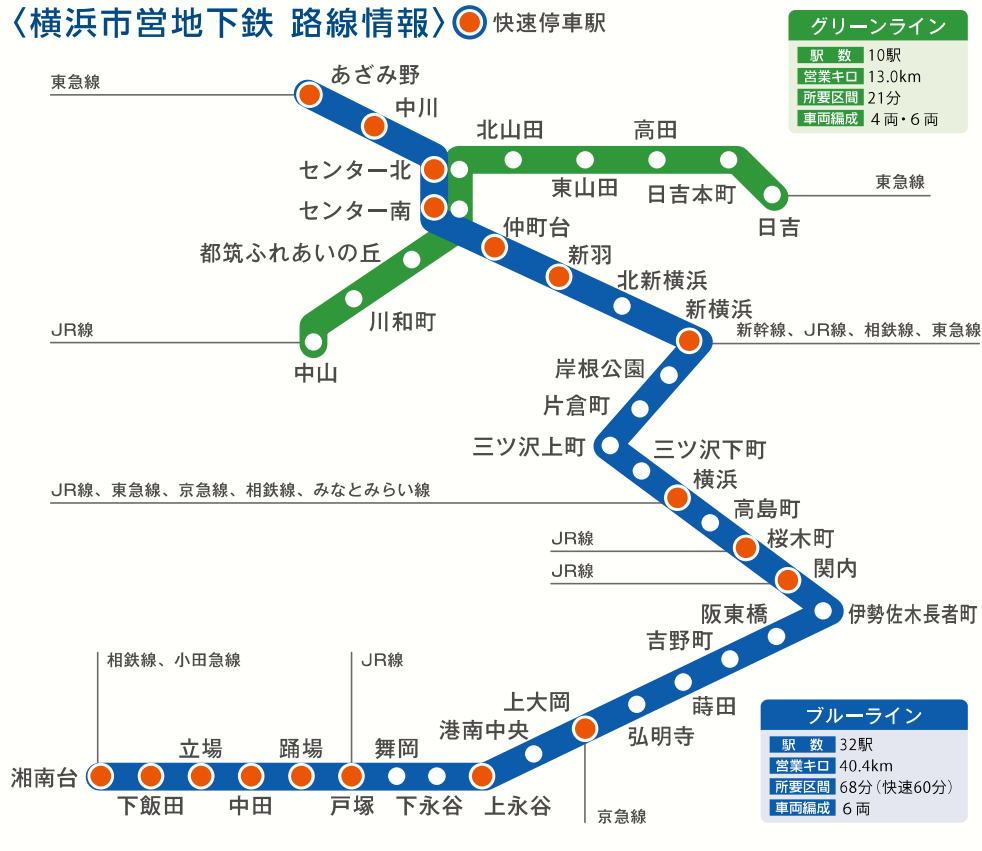 〈横浜市営地下鉄 路線情報〉 快速停車駅
グリーンライン
駅 数 10駅
営業キロ 13.0km
所要区間 21分
車両編成 4両・6両
東急線
あざみ野
中川
センター北
センター南
北山田
東山田
高田
日吉本町
日吉
東急線
都筑ふれあいの丘
川和町
中山
JR線
仲町台
新羽
北新横浜
新横浜
新幹線、JR線、相鉄線、東急線
岸根公園
片倉町
三ツ沢上町
三ツ沢下町
横浜
JR線、東急線、京急線、相鉄線、みなとみらい線
高島町
桜木町
JR線
関内
JR線
伊勢佐木長者町
阪東橋
吉野町
蒔田
弘明寺
上大岡
京急線
港南中央
上永谷
下永谷
舞岡
戸塚
JR線
踊場
中田
立場
下飯田
湘南台
相鉄線、小田急線
ブルーライン
駅 数 32駅
営業キロ 40.4km
所要区間 68分（快速60分）
車両編成 6両